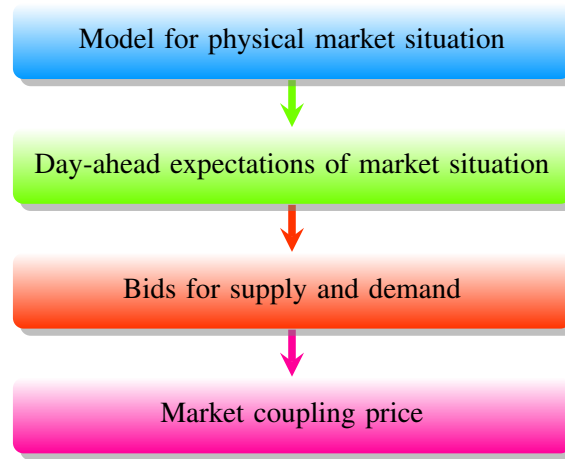 Model for physical market situation
Day-ahead expectations of market situation
Bids for supply and demand
Market coupling price